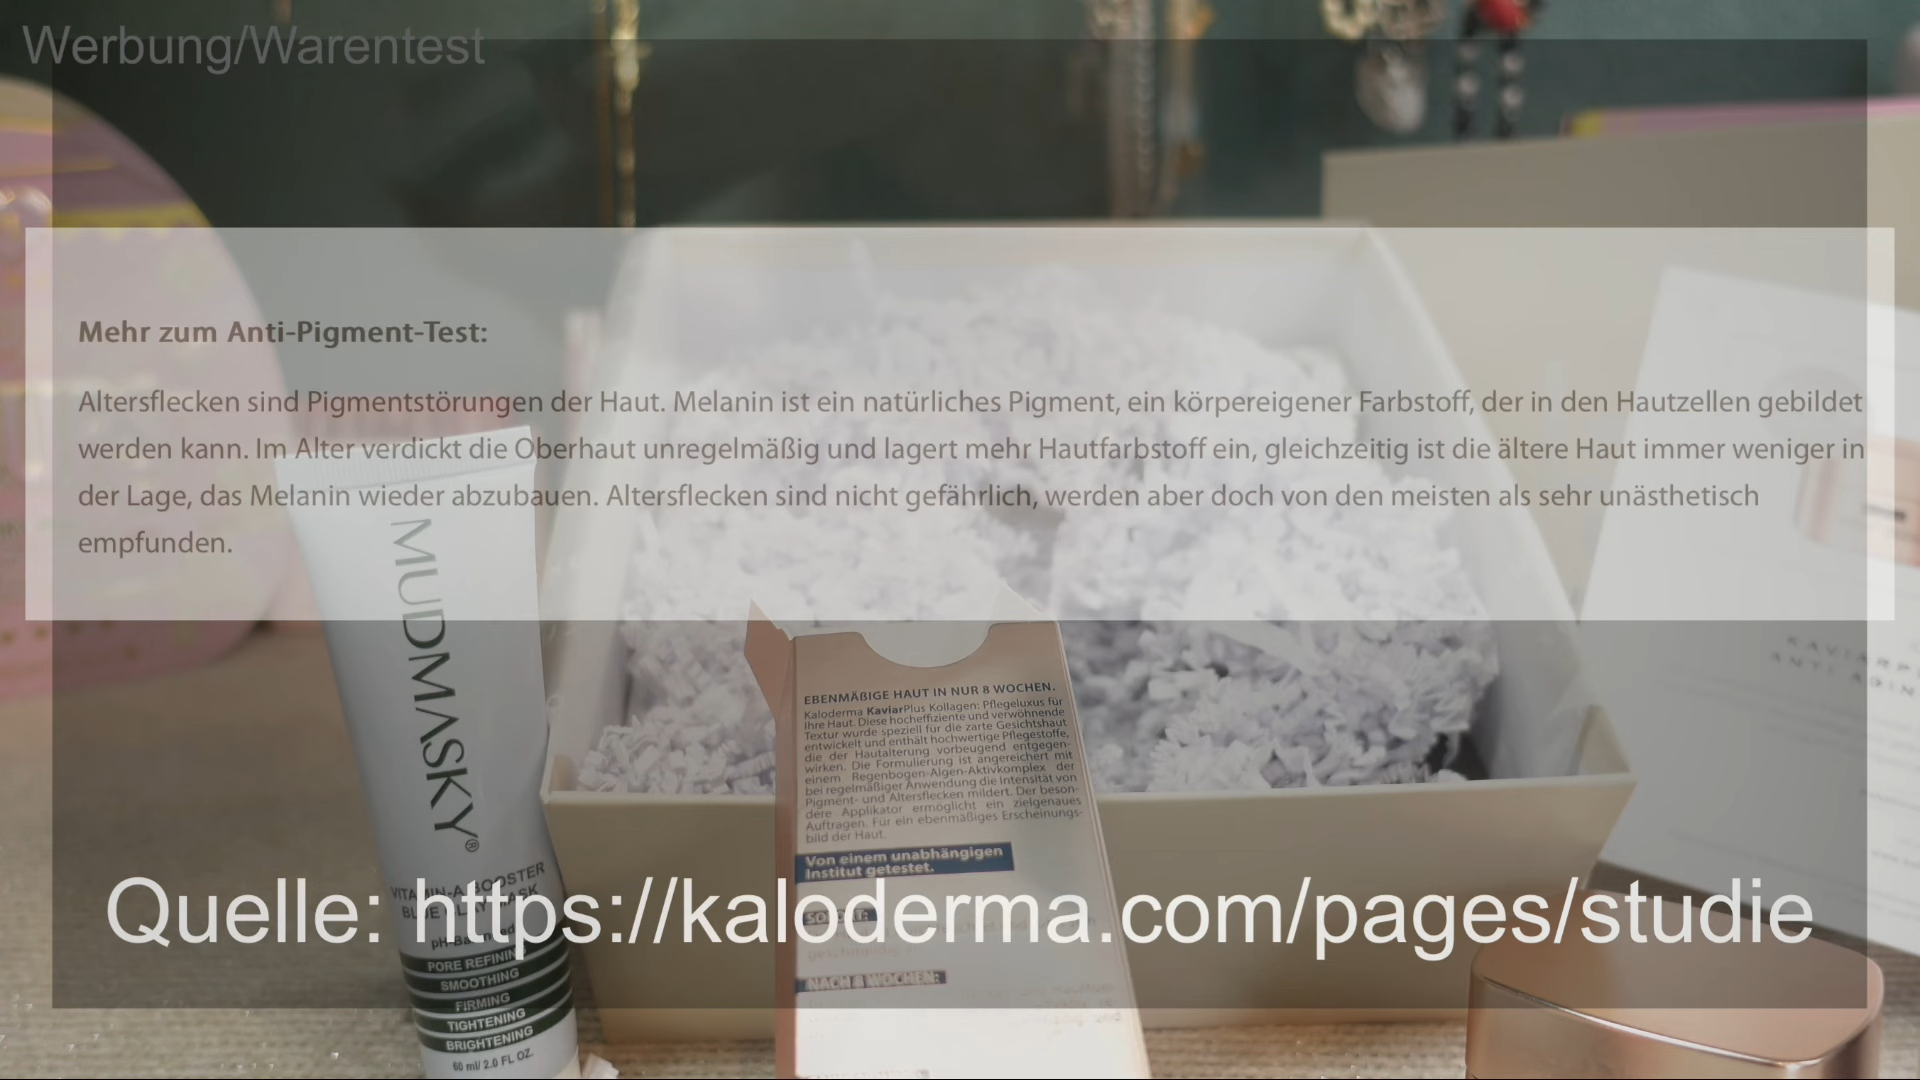 Werbung/Warentest
Mehr zum Anti-Pigment-Test:
Altersflecken sind Pigmentstörungen der Haut. Melanin ist ein natürliches Pigment, ein körpereigener Farbstoff, der in den Hautzellen gebildet
werden kann. Im Alter verdickt die Oberhaut unregelmäßig und lagert mehr Hautfarbstoff ein, gleichzeitig ist die ältere Haut immer weniger in
der Lage, das Melanin wieder abzubauen. Altersflecken sind nicht gefährlich, werden aber doch von den meisten als sehr unästhetisch
empfunden.
MUDMASKY®
VITAMIN-A BOOSTER
BLUE CLAY MASK
PORE REFINING
SMOOTHING
FIRMING
TIGHTENING
BRIGHTENING
60 ml/ 2.0 FL OZ.
EBENMÄßIGE HAUT IN NUR 8 WOCHEN.
Kaloderma KaviarPlus Kollagen: Pflegeluxus für
Ihre Haut. Diese hocheffiziente und verwöhnende
Textur wurde speziell für die zarte Gesichtshaut
entwickelt und enthält hochwertige Pflegestoffe,
die der Hautalterung vorbeugend entgegen-
wirken. Die Formulierung ist angereichert mit
einem Regenbogen-Algen-Aktivkomplex der
bei regelmäßiger Anwendung die Intensität von
Pigment- und Altersflecken mildert. Der beson-
dere Applikator ermöglicht ein zielgenaues
Auftragen. Für ein ebenmäßiges Erscheinungs-
bild der Haut.
Von einem unabhängigen
Institut getestet.
SOFORT:
NACH 8 WOCHEN:
Quelle: https://kaloderma.com/pages/studie